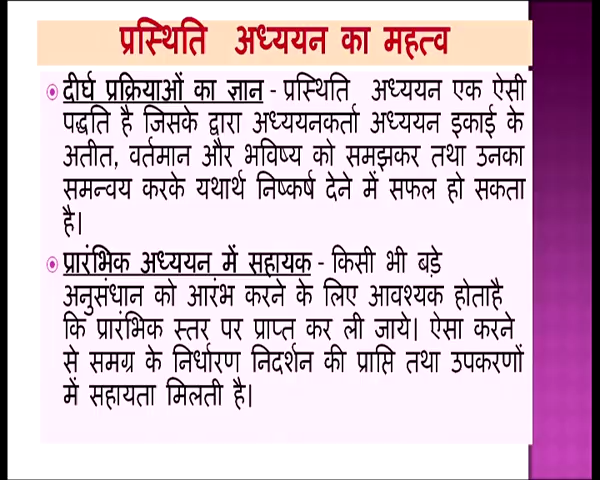 प्रस्थिति अध्ययन का महत्व
दीर्घ प्रक्रियाओं का ज्ञान - प्रस्थिति अध्ययन एक ऐसी
पद्धति है जिसके द्वारा अध्ययनकर्ता अध्ययन इकाई के
अतीत, वर्तमान और भविष्य को समझकर तथा उनका
समन्वय करके यथार्थ निष्कर्ष देने में सफल हो सकता
है।
प्रारंभिक अध्ययन में सहायक - किसी भी बड़े
अनुसंधान को आरंभ करने के लिए आवश्यक होताहै
कि प्रारंभिक स्तर पर प्राप्त कर ली जाये। ऐसा करने
से समग्र के निर्धारण निदर्शन की प्राप्ति तथा उपकरणों
में सहायता मिलती है।